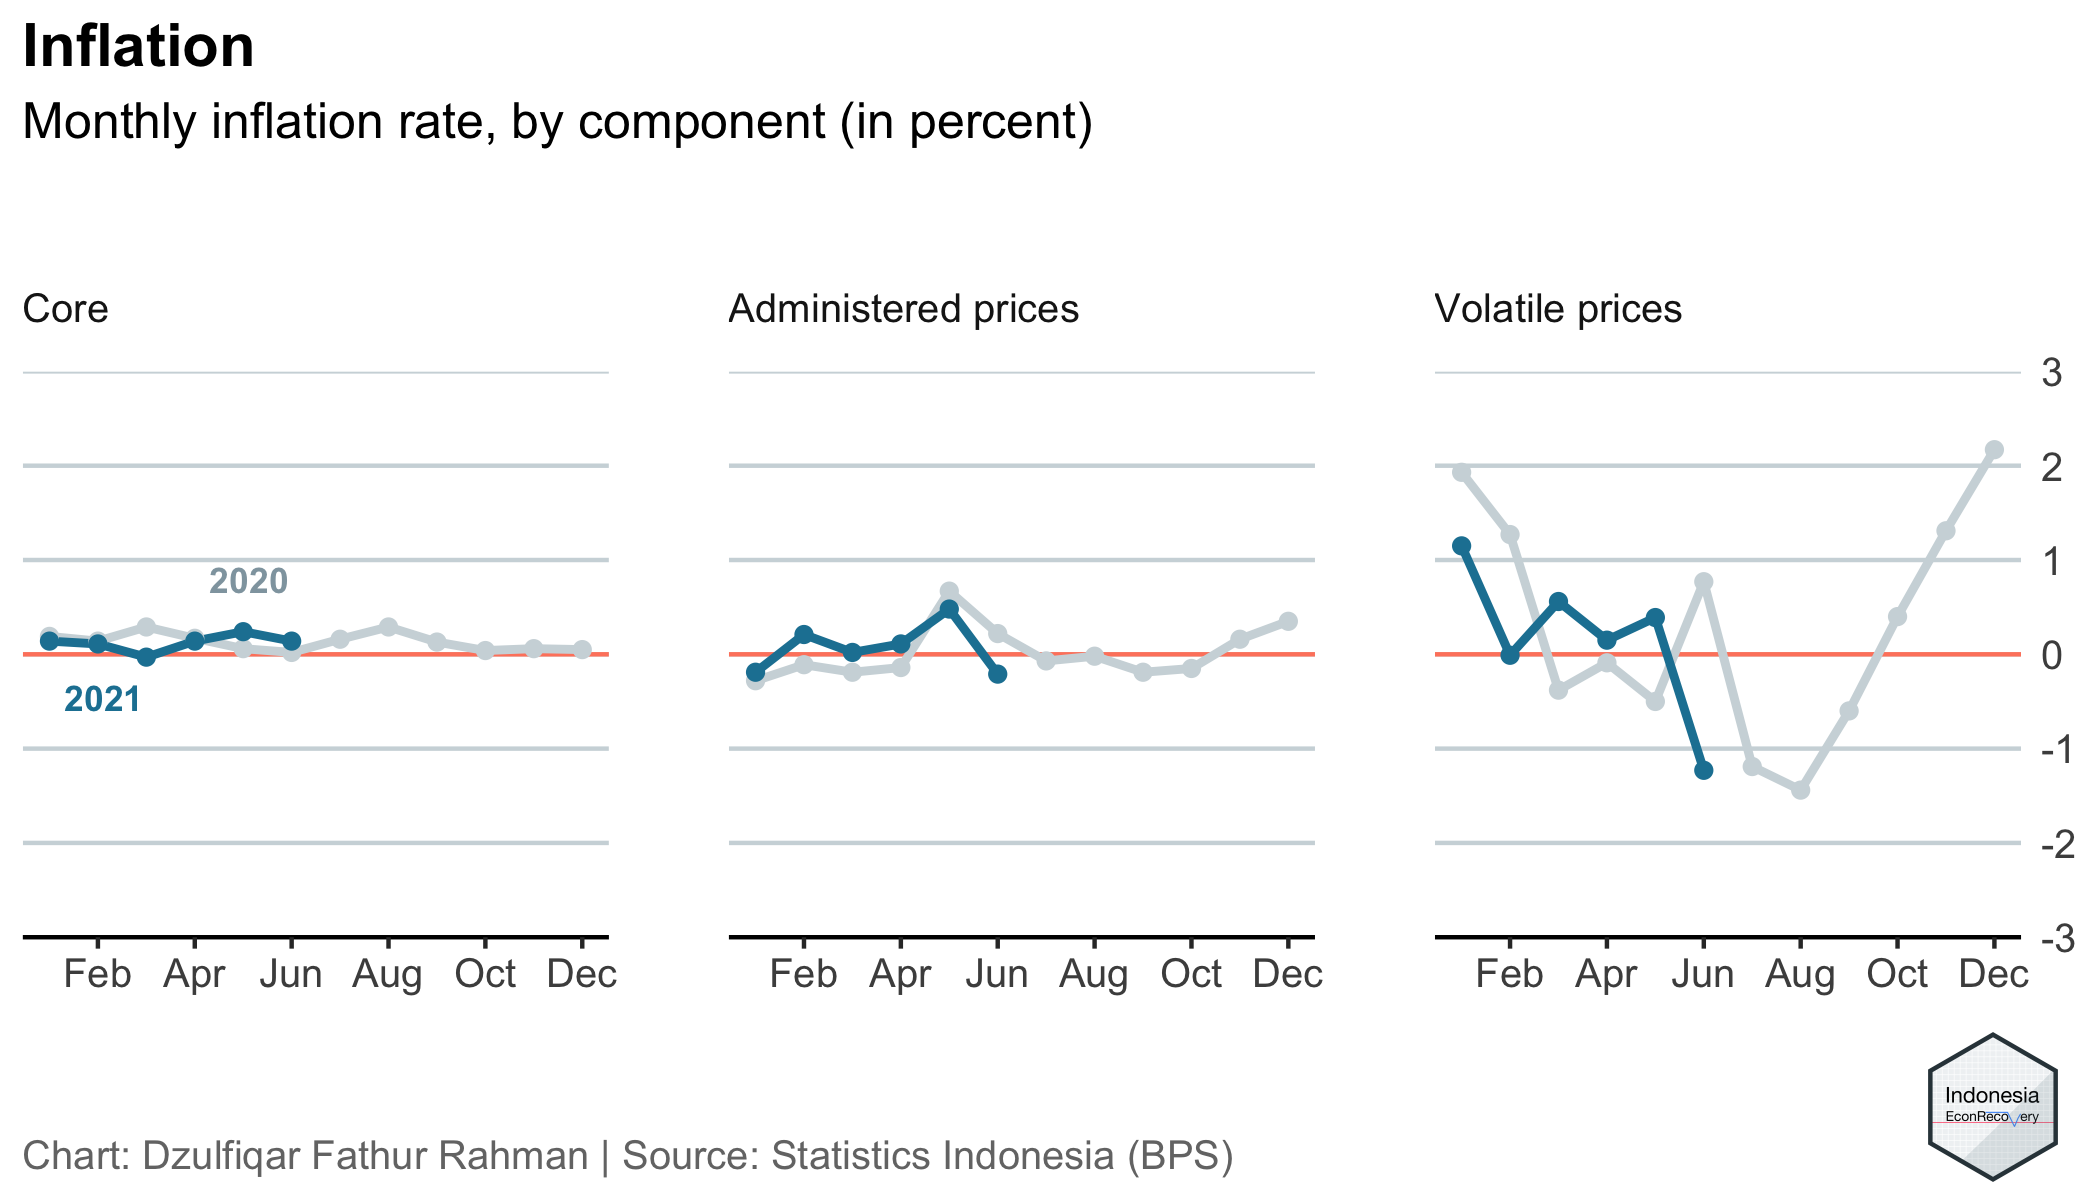 Inflation
Monthly inflation rate, by component (in percent)
Core
Administered prices
Volatile prices
3
2
1
0
-1
-2
-3
2020
2021
Feb Apr Jun Aug Oct Dec
Feb Apr Jun Aug Oct Dec
Feb Apr Jun Aug Oct Dec
Indonesia
EconRecovery
Chart: Dzulfiqar Fathur Rahman | Source: Statistics Indonesia (BPS)